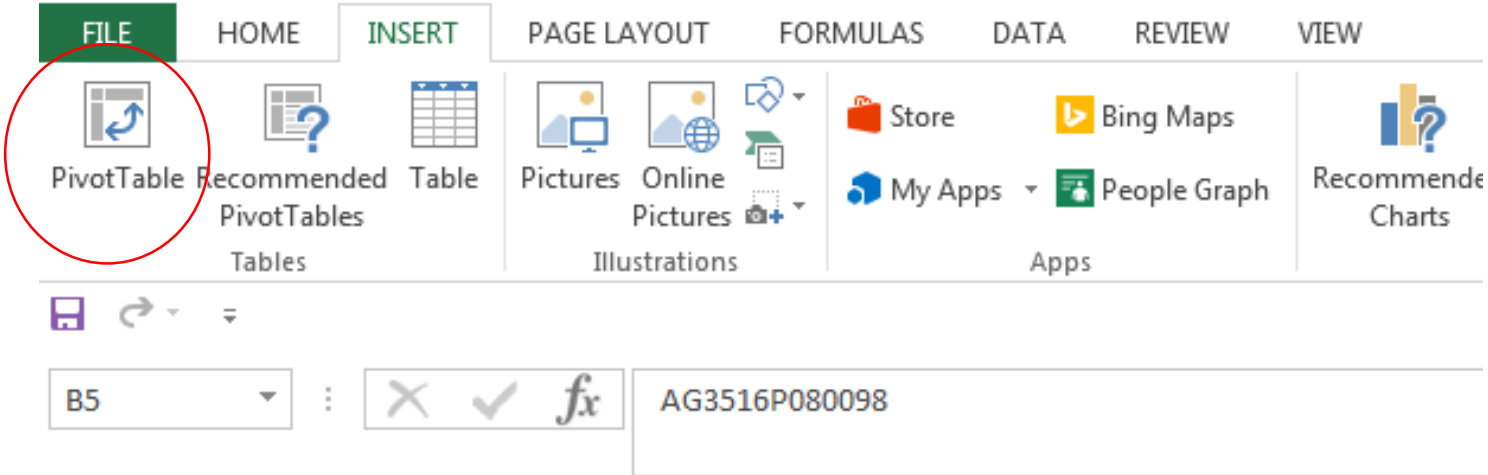 FILE HOME INSERT PAGE LAYOUT FORMULAS DATA REVIEW VIEW
PivotTable
Recommended
PivotTables
Table
Pictures
Online
Pictures
Store
My Apps
Bing Maps
People Graph
Recommende
Charts
Tables Illustrations Apps
B5 fx AG3516P080098